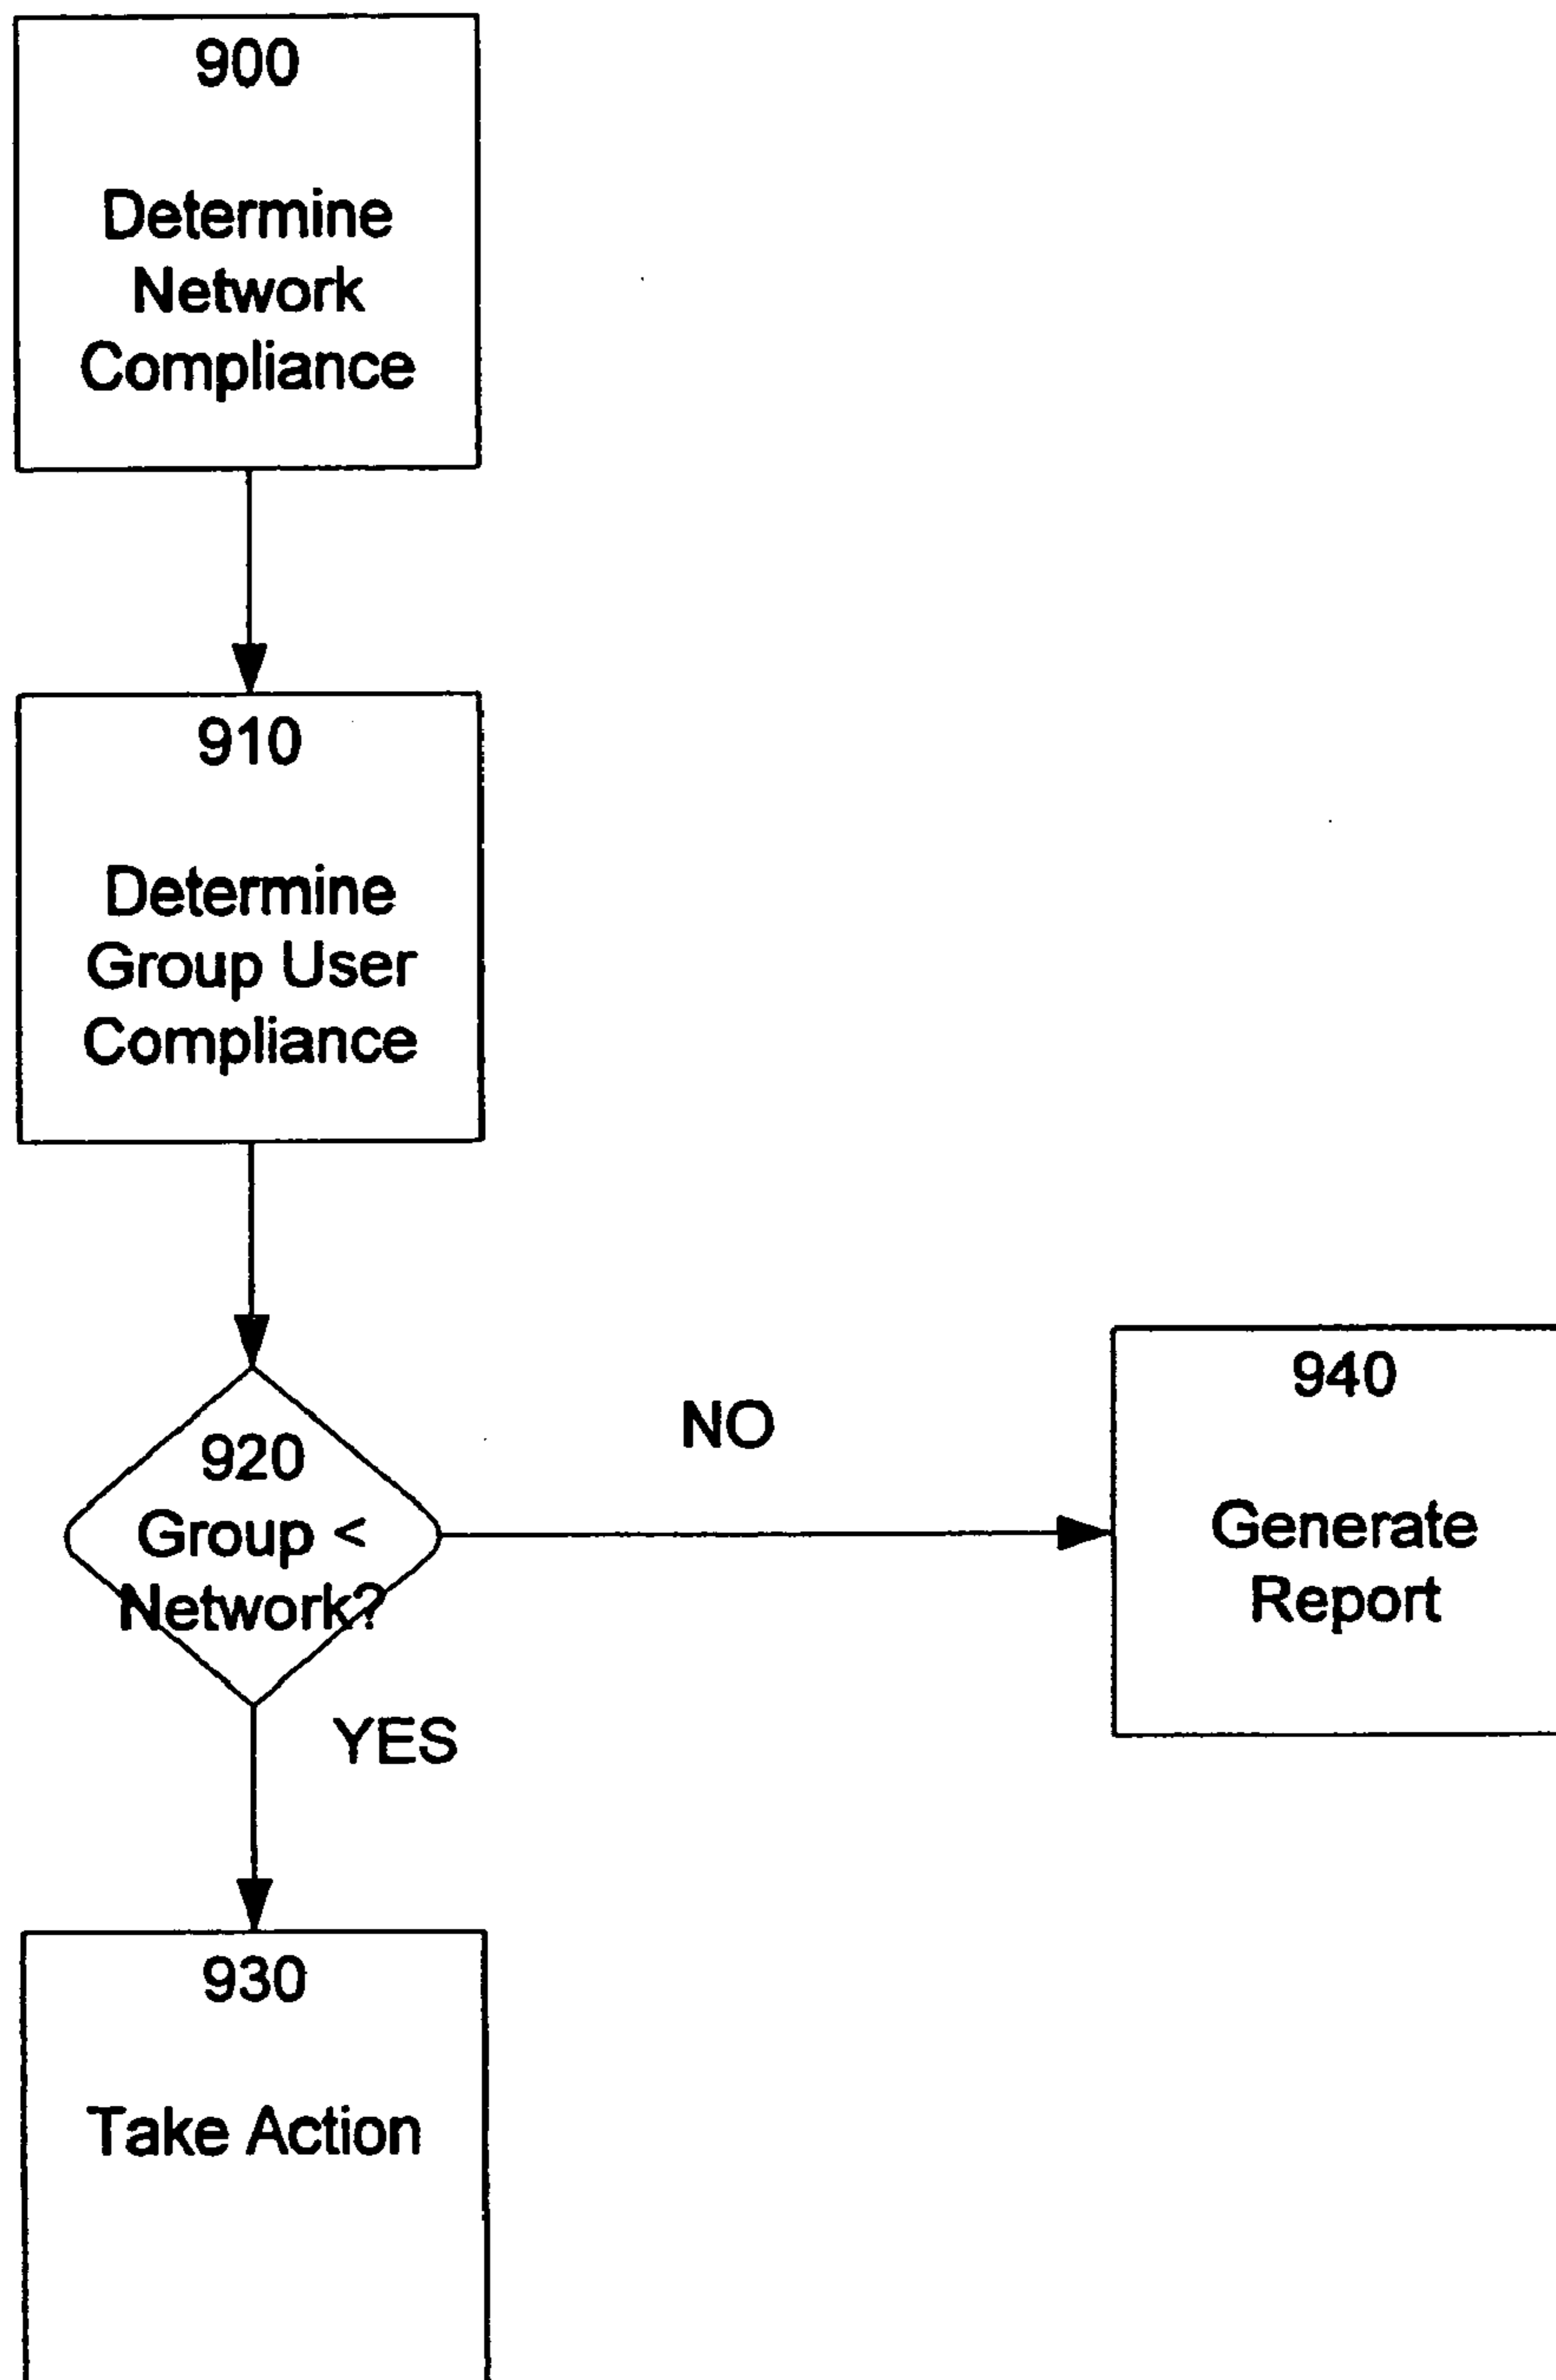 900
Determine
Network
Compliance
910
Determine
Group User
Compliance
920
Group <
Network?
NO
940
Generate
Report
YES
930
Take Action